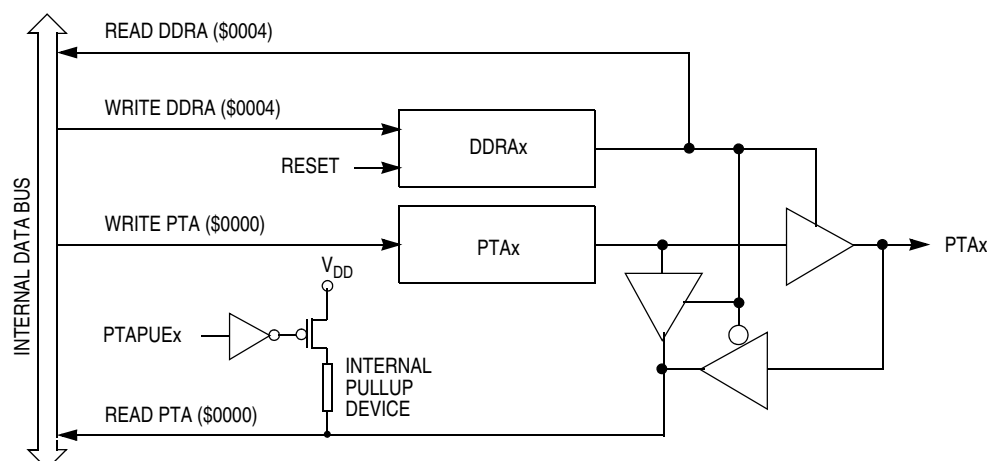 READ DDRA ($0004)
WRITE DDRA ($0004)
DDRAx
RESET
INTERNAL DATA BUS
WRITE PTA ($0000)
PTAx
PTAx
VDD
PTAPUEx
INTERNAL
PULLUP
DEVICE
READ PTA ($0000)